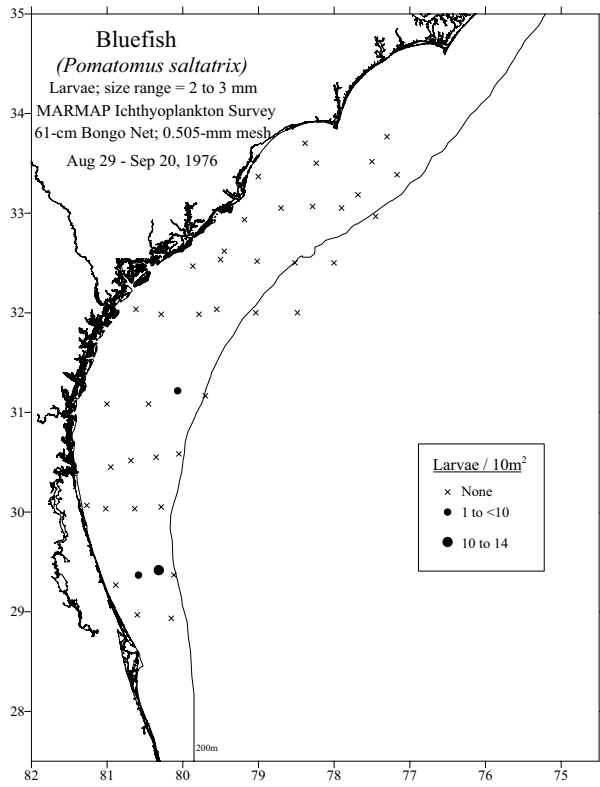 Bluefish
(Pomatomus saltatrix)
Larvae; size range = 2 to 3 mm
MARMAP Ichthyoplankton Survey
61-cm Bongo Net; 0.505-mm mesh
Aug 29 - Sep 20, 1976
35
34
33
32
31
30
29
28
Larvae / 10m²
None
1 to <10
10 to 14
200m
82 81 80 79 78 77 76 75